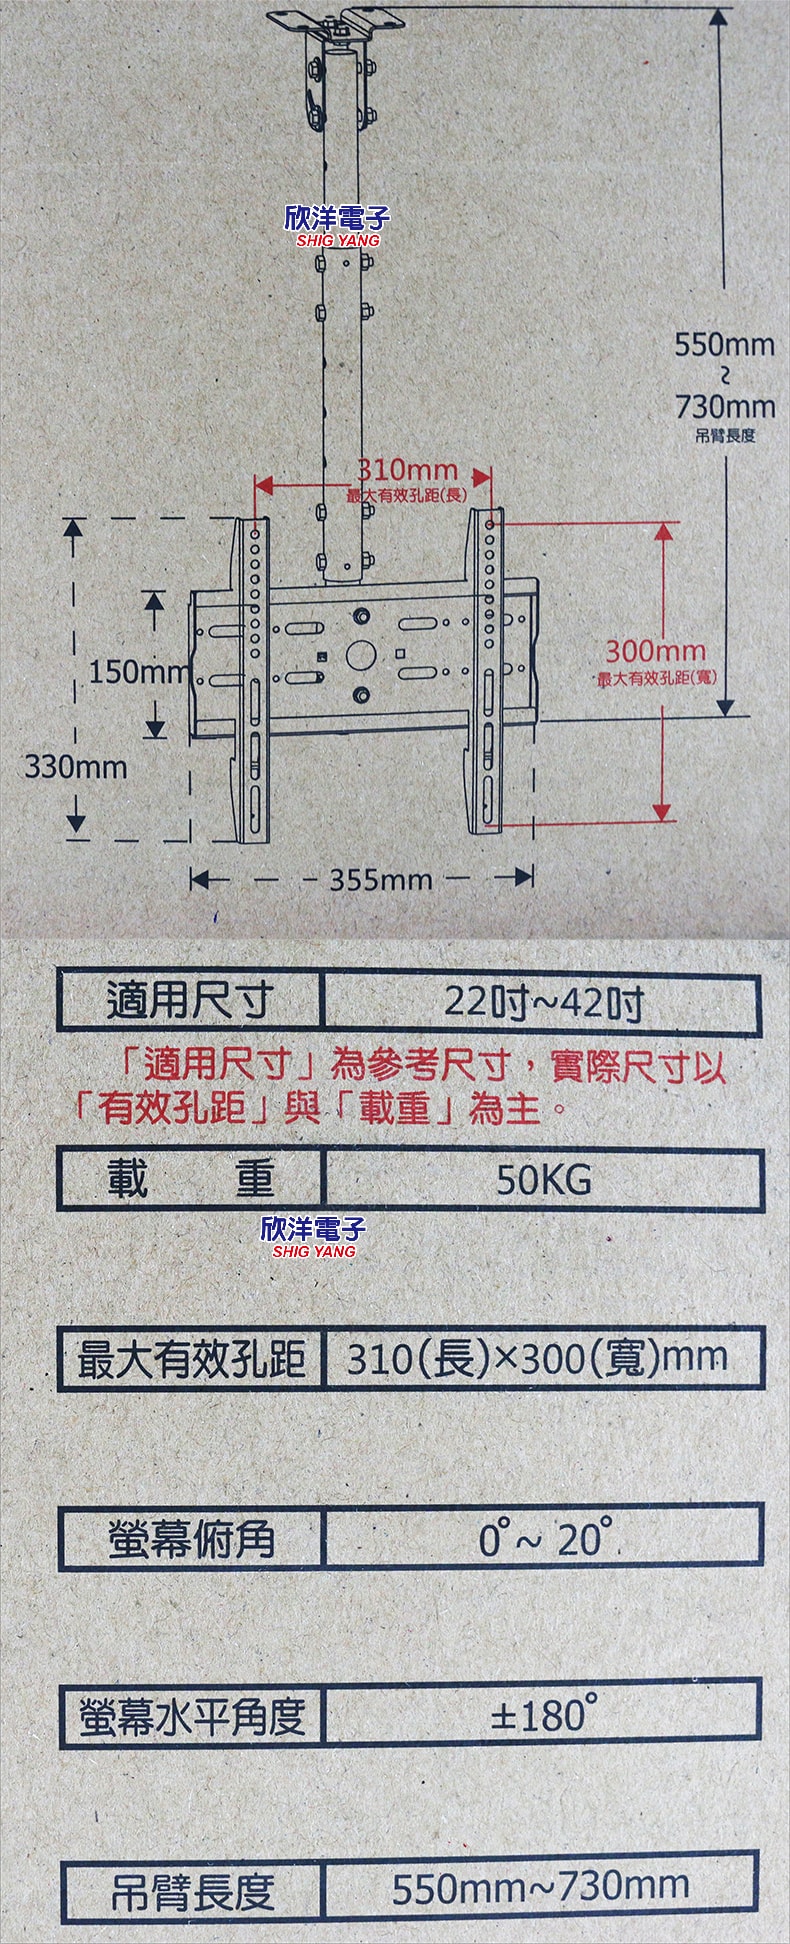 欣洋電子
SHIG YANG
550mm
~
730mm
吊臂長度
310mm
最大有效孔距(長)
300mm
最大有效孔距(寬)
150mm
330mm
355mm
適用尺寸 22吋~42吋
「適用尺寸」為參考尺寸，實際尺寸以
「有效孔距」與「載重」為主。
載 重 50KG
欣洋電子
SHIG YANG
最大有效孔距 310(長)×300(寬)mm
螢幕俯角 0°~ 20°
螢幕水平角度 ±180°
吊臂長度 550mm~730mm